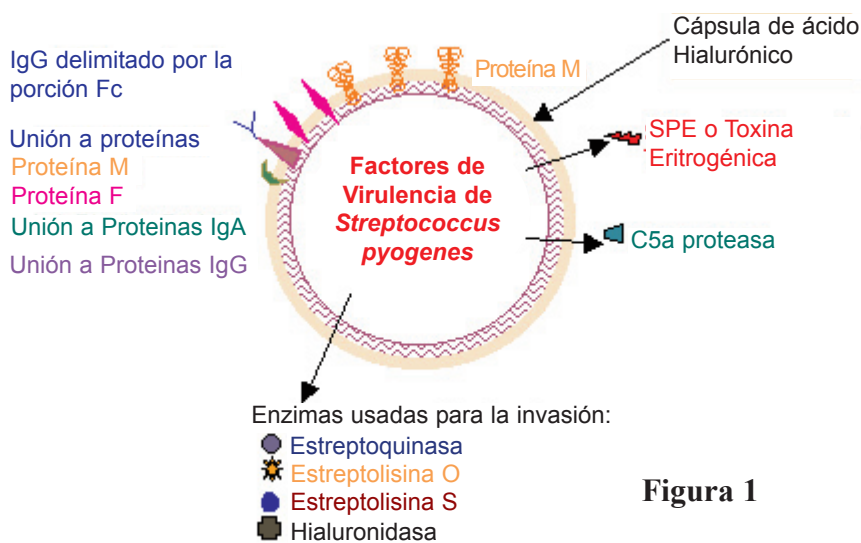 IgG delimitado por la
porción Fc
Unión a proteínas
Proteína M
Proteína F
Unión a Proteinas IgA
Unión a Proteinas IgG
Proteína M
Cápsula de ácido
Hialurónico
SPE o Toxina
Eritrogénica
C5a proteasa
Factores de
Virulencia de
Streptococcus
pyogenes
Enzimas usadas para la invasión:
Estreptoquinasa
Estreptolisina O
Estreptolisina S
Hialuronidasa
Figura 1